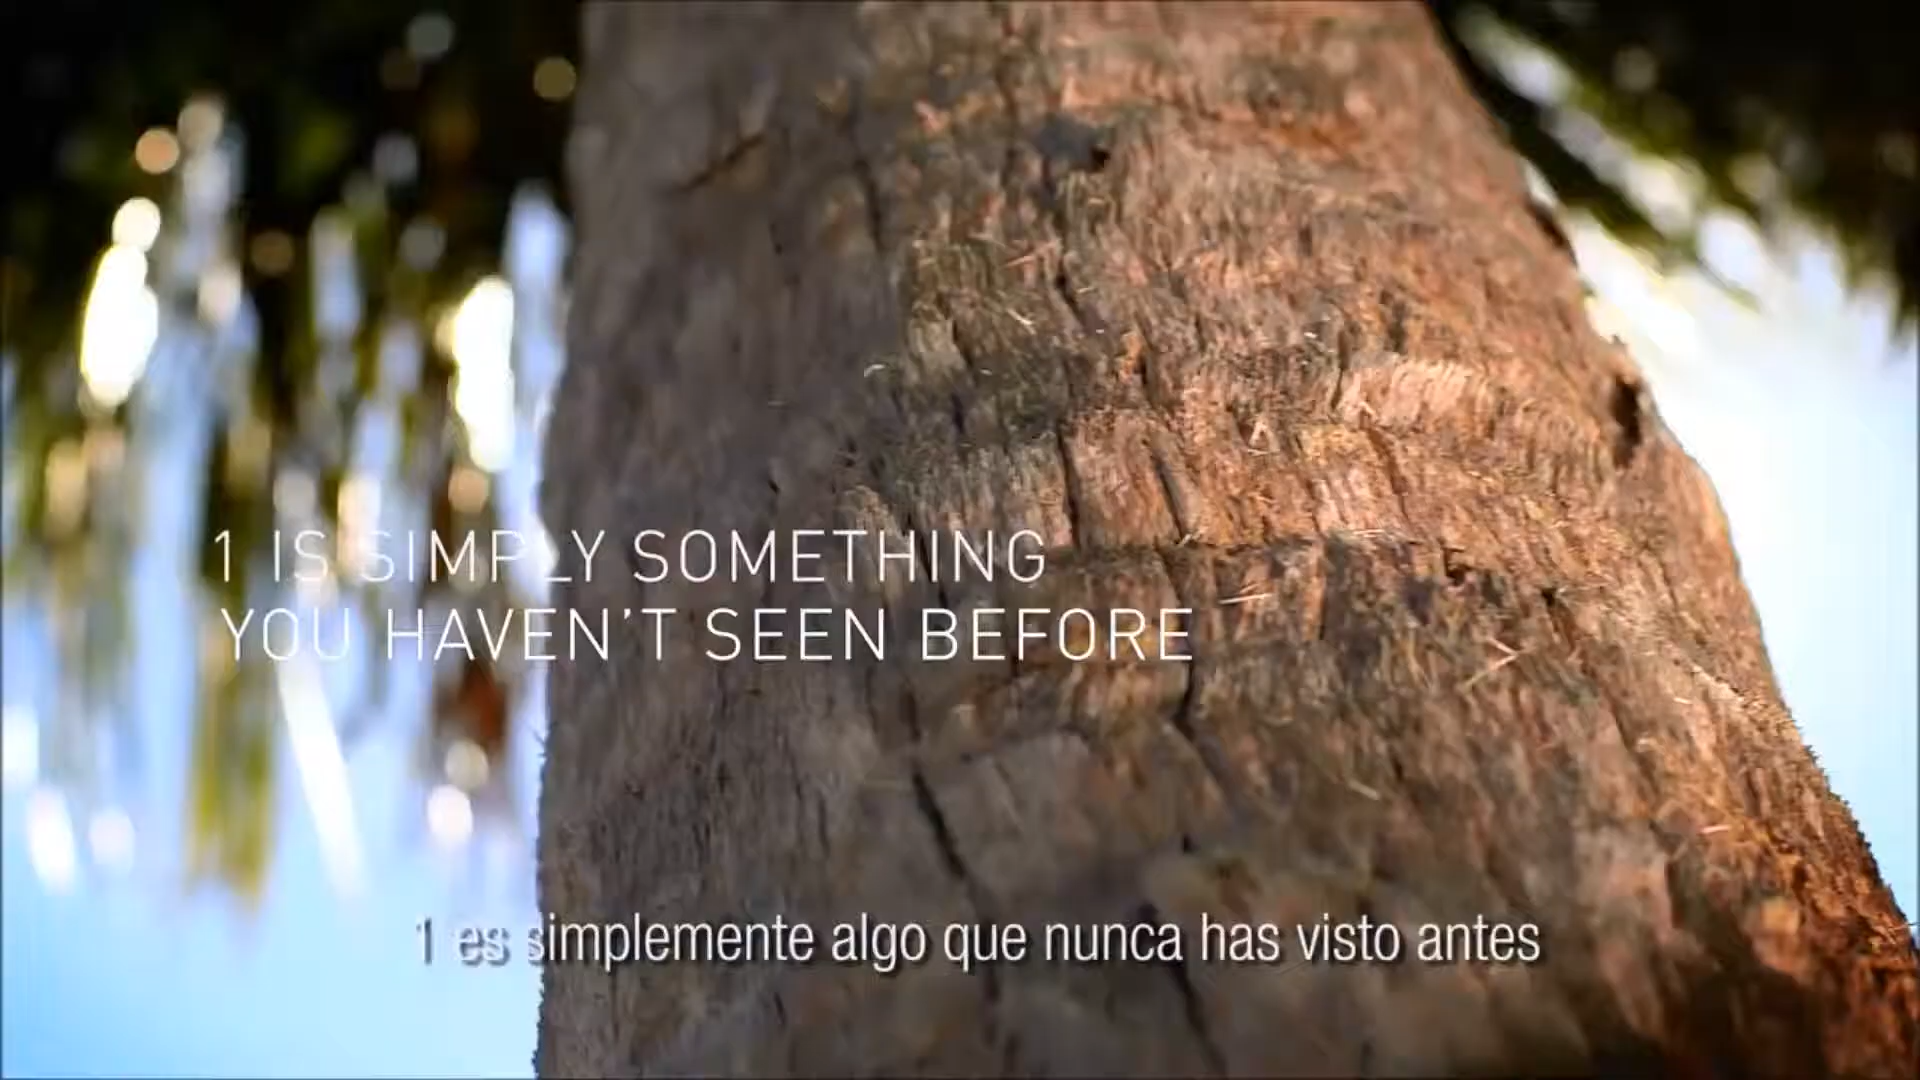 1 IS SIMPLY SOMETHING
YOU HAVEN'T SEEN BEFORE
1 es simplemente algo que nunca has visto antes